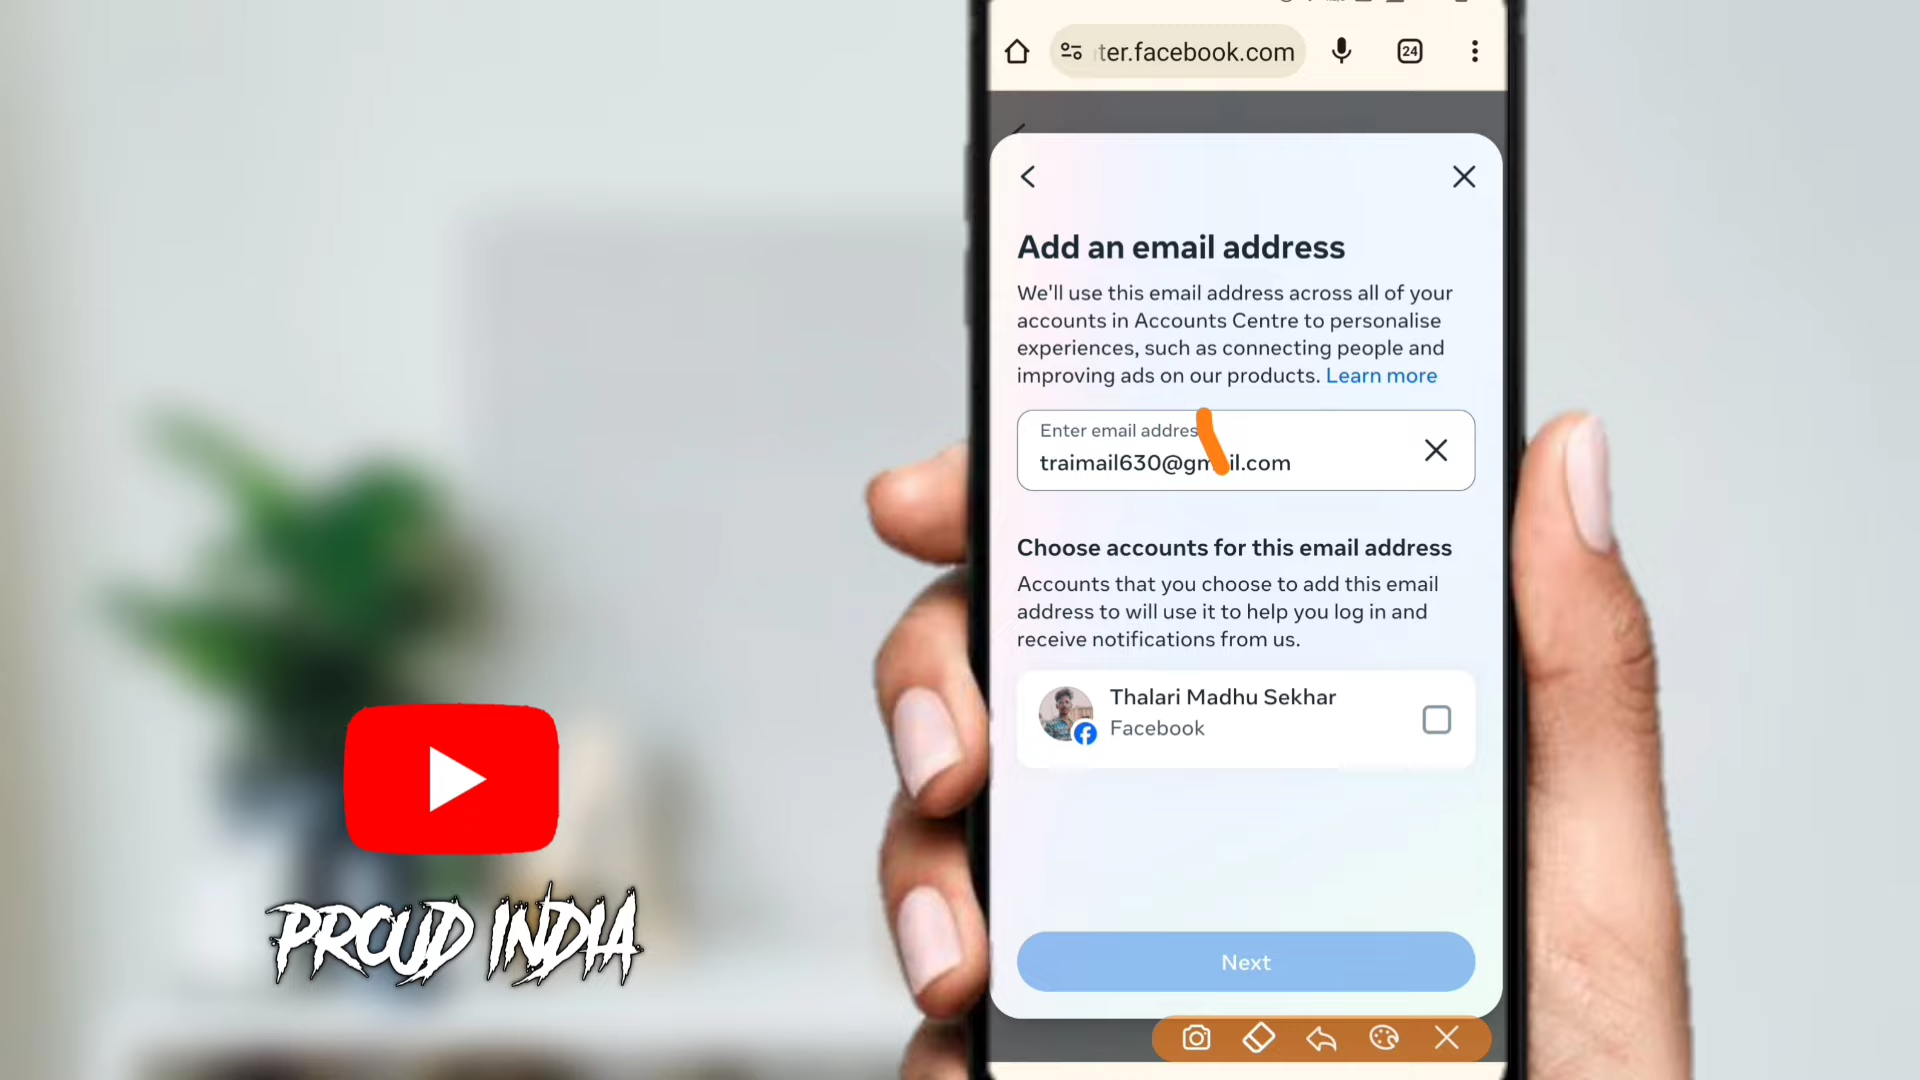 ter.facebook.com
24
Add an email address
We'll use this email address across all of your
accounts in Accounts Centre to personalise
experiences, such as connecting people and
improving ads on our products. Learn more
Enter email addres
traimail630@gmail.com
Choose accounts for this email address
Accounts that you choose to add this email
address to will use it to help you log in and
receive notifications from us.
Thalari Madhu Sekhar
Facebook
Next
PROUD INDIA